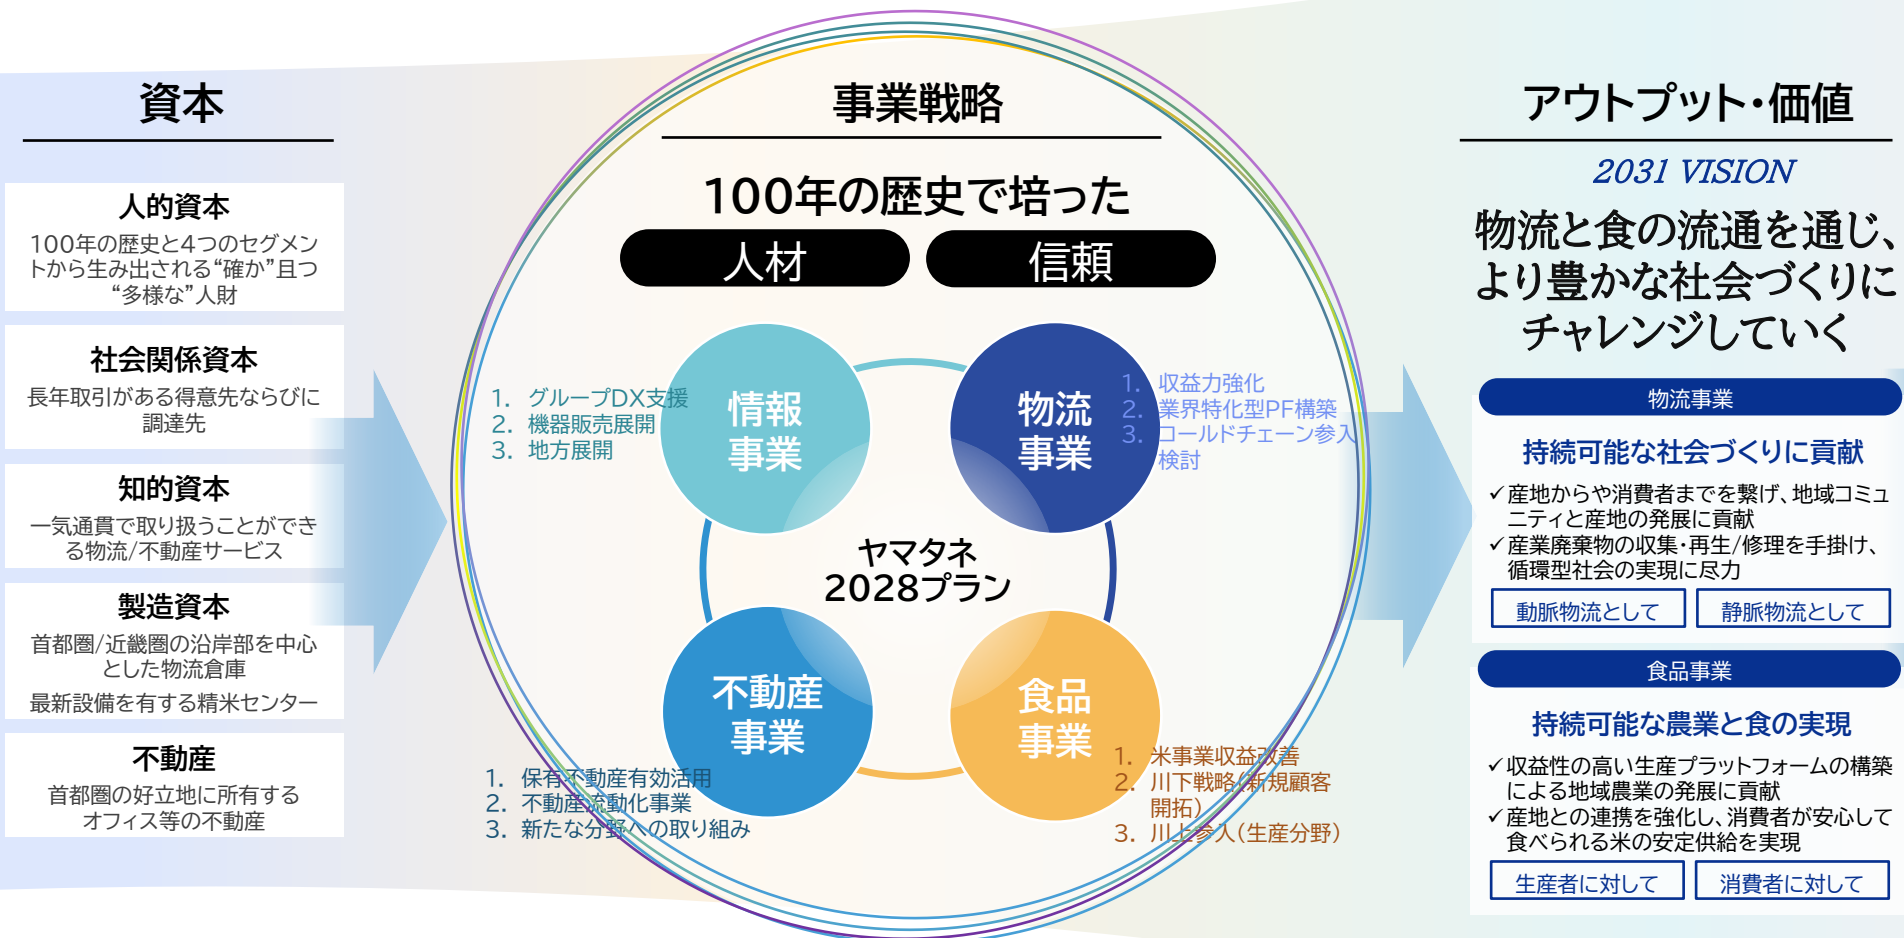 資本
人的資本
100年の歴史と4つのセグメン
トから生み出される“確か”且つ
“多様な”人財
社会関係資本
長年取引がある得意先ならびに
調達先
知的資本
一気通貫で取り扱うことができ
る物流/不動産サービス
製造資本
首都圏/近畿圏の沿岸部を中心
とした物流倉庫
最新設備を有する精米センター
不動産
首都圏の好立地に所有する
オフィス等の不動産
事業戦略
100年の歴史で培った
人材
信頼
1. グループDX支援
2. 機器販売展開
3. 地方展開
情報
事業
物流
事業
1. 収益力強化
2. 業界特化型PF構築
3. コールドチェーン参入
検討
ヤマタネ
2028プラン
不動産
事業
食品
事業
1. 保有不動産有効活用
2. 不動産流動化事業
3. 新たな分野への取り組み
1. 米事業収益改善
2. 川下戦略(新規顧客
開拓)
3. 川上参入(生産分野)
アウトプット・価値
2031 VISION
物流と食の流通を通じ、
より豊かな社会づくりに
チャレンジしていく
物流事業
持続可能な社会づくりに貢献
✓産地からや消費者までを繋げ、地域コミュ
ニティと産地の発展に貢献
✓産業廃棄物の収集・再生/修理を手掛け、
循環型社会の実現に尽力
動脈物流として
静脈物流として
食品事業
持続可能な農業と食の実現
✓収益性の高い生産プラットフォームの構築
による地域農業の発展に貢献
✓産地との連携を強化し、消費者が安心して
食べられる米の安定供給を実現
生産者に対して
消費者に対して